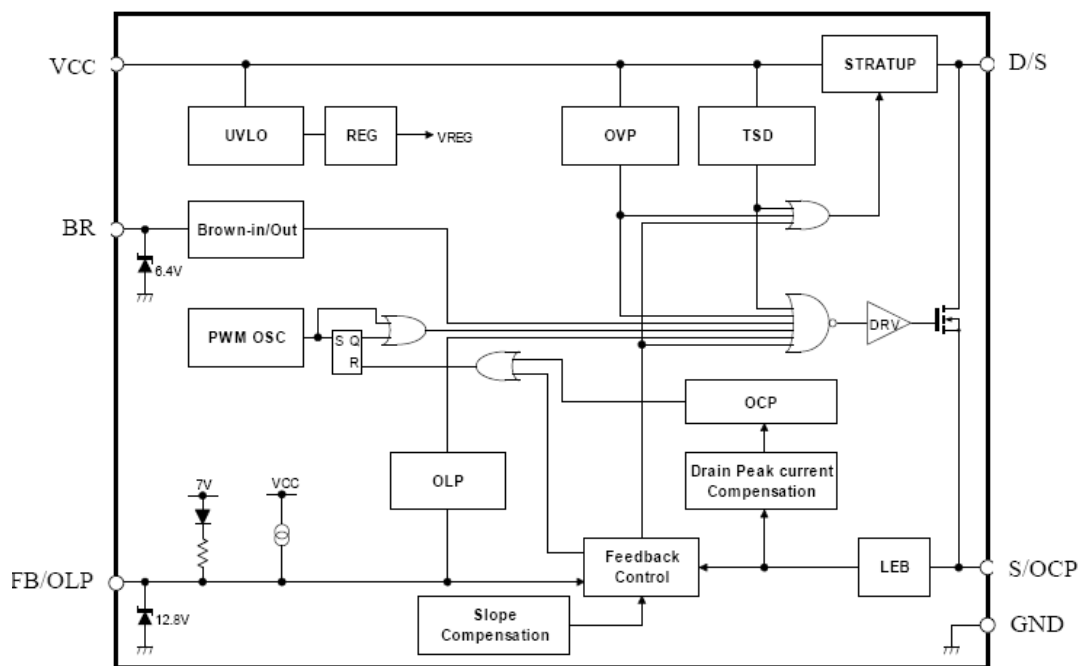 VCC
STRATUP
D/S
UVLO
REG
VREG
OVP
TSD
BR
Brown-in/Out
6.4V
PWM OSC
S Q
R
DRV
OCP
OLP
Drain Peak current
Compensation
7V
VCC
FB/OLP
Feedback
Control
LEB
S/OCP
12.8V
Slope
Compensation
GND